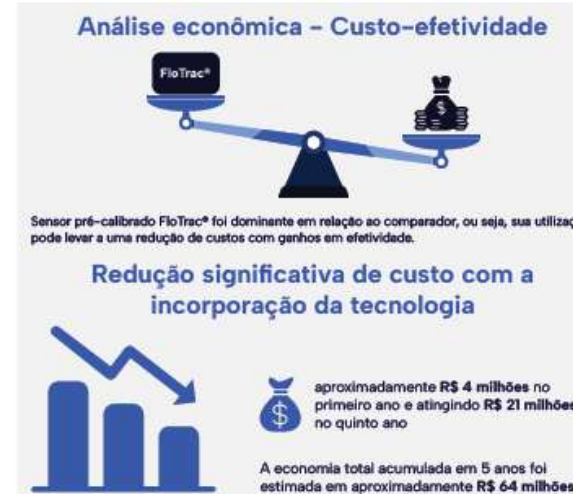 Análise econômica – Custo-efetividade
FloTrac®
$
Sensor pré-calibrado FloTrac® foi dominante em relação ao comparador, ou seja, sua utilizaç
pode levar a uma redução de custos com ganhos em efetividade.
Redução significativa de custo com a
incorporação da tecnologia
$
aproximadamente R$ 4 milhões no
primeiro ano e atingindo R$ 21 milhões
no quinto ano
A economia total acumulada em 5 anos foi
estimada em aproximadamente R$ 64 milhões